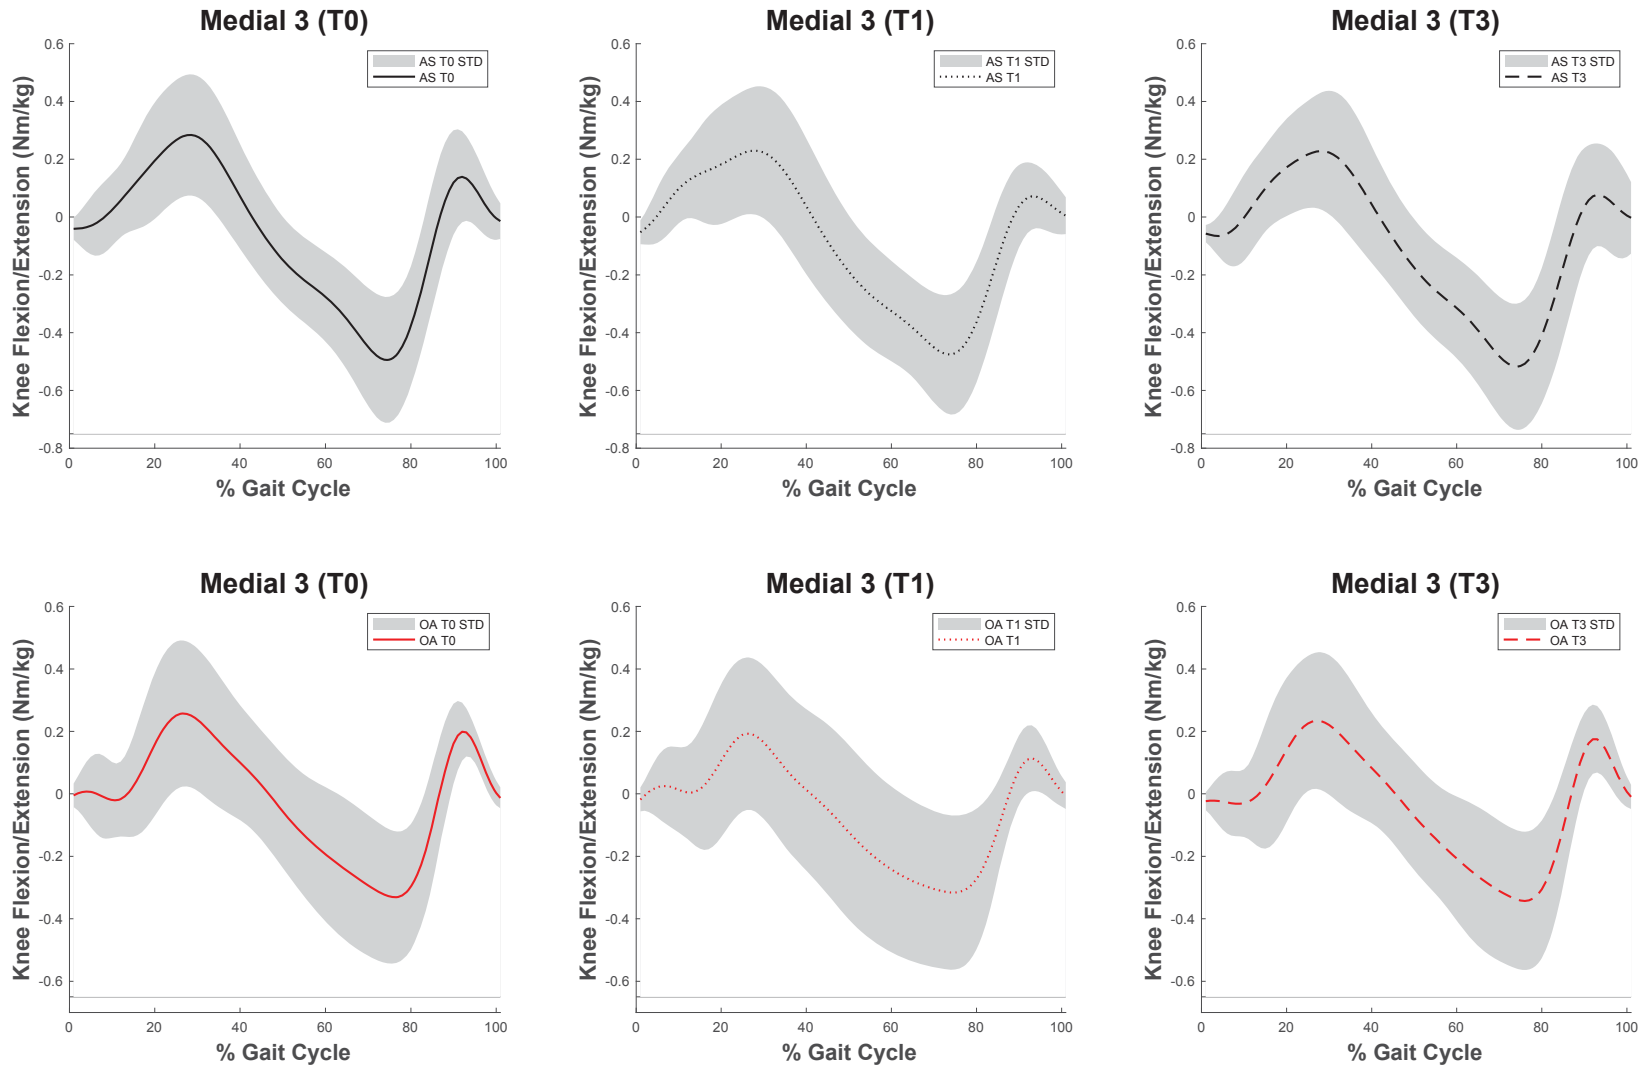 Medial 3 (T0)
Knee Flexion/Extension (Nm/kg)
0.6
0.4
0.2
0
-0.2
-0.4
-0.6
-0.8
AS T0 STD
AS T0
0
20
40
60
80
100
% Gait Cycle
Medial 3 (T1)
Knee Flexion/Extension (Nm/kg)
0.6
0.4
0.2
0
-0.2
-0.4
-0.6
-0.8
AS T1 STD
AS T1
0
20
40
60
80
100
% Gait Cycle
Medial 3 (T3)
Knee Flexion/Extension (Nm/kg)
0.6
0.4
0.2
0
-0.2
-0.4
-0.6
-0.8
AS T3 STD
AS T3
0
20
40
60
80
100
% Gait Cycle
Medial 3 (T0)
Knee Flexion/Extension (Nm/kg)
0.6
0.4
0.2
0
-0.2
-0.4
-0.6
OA T0 STD
OA T0
0
20
40
60
80
100
% Gait Cycle
Medial 3 (T1)
Knee Flexion/Extension (Nm/kg)
0.6
0.4
0.2
0
-0.2
-0.4
-0.6
OA T1 STD
OA T1
0
20
40
60
80
100
% Gait Cycle
Medial 3 (T3)
Knee Flexion/Extension (Nm/kg)
0.6
0.4
0.2
0
-0.2
-0.4
-0.6
OA T3 STD
OA T3
0
20
40
60
80
100
% Gait Cycle